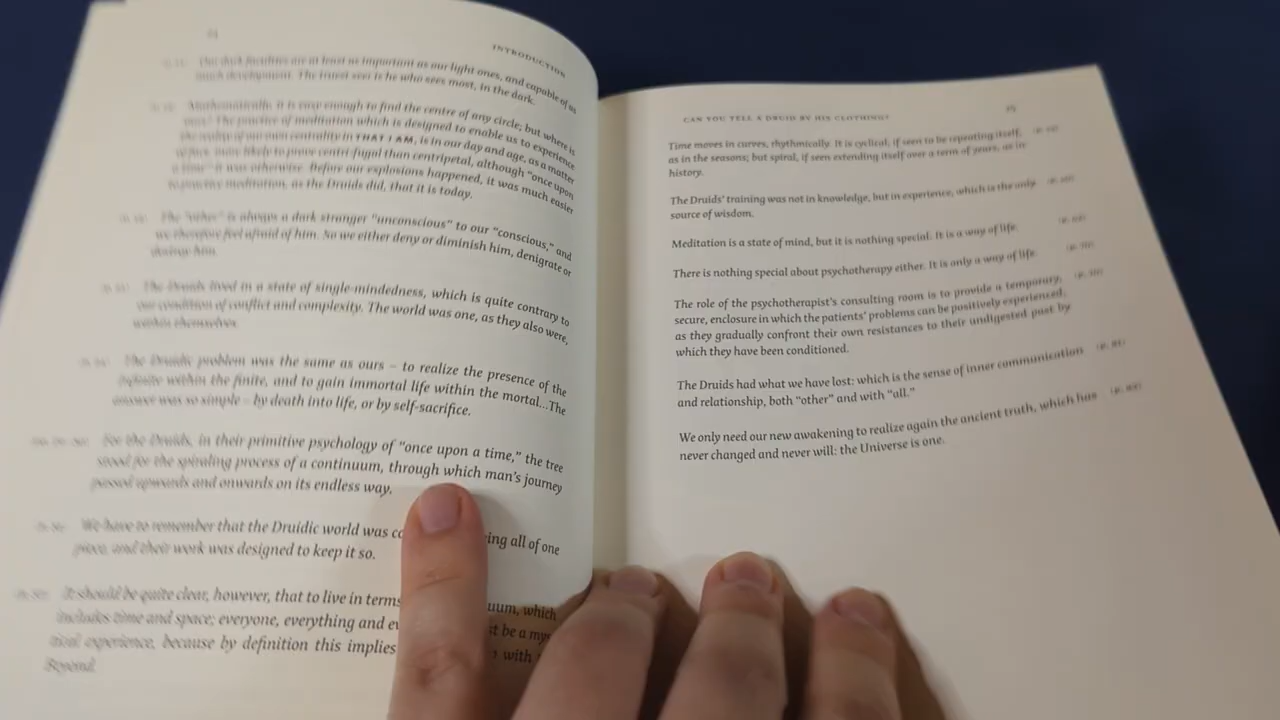 INTRODUCTION
Our dark faculties are at least as important as our light ones, and capable of as
much development. The truest seer is he who sees most, in the dark.
Mathematically, it is easy enough to find the centre of any circle; but where is
The practice of meditation which is designed to enable us to experience
the reality of our own centrality in THAT I AM, is in our day and age, as a matter
of fact, more likely to prove centrifugal than centripetal, although "once upon
a time" it was otherwise. Before our explosions happened, it was much easier
to practice meditation, as the Druids did, that it is today.
The "other" is always a dark stranger "unconscious" to our "conscious," and
we therefore feel afraid of him. So we either deny or diminish him, denigrate or
destroy him.
The Druids lived in a state of single-mindedness, which is quite contrary to
our condition of conflict and complexity. The world was one, as they also were,
within themselves.
The Druidic problem was the same as ours – to realize the presence of the
infinite within the finite, and to gain immortal life within the mortal...The
answer was so simple – by death into life, or by self-sacrifice.
For the Druids, in their primitive psychology of "once upon a time," the tree
stood for the spiraling process of a continuum, through which man's journey
passed upwards and onwards on its endless way.
We have to remember that the Druidic world was all of one
piece, and their work was designed to keep it so.
It should be quite clear, however, that to live in terms which
includes time and space; everyone, everything and be a
tical experience, because by definition this implies with
Beyond.
CAN YOU TELL A DRUID BY HIS CLOTHING?
Time moves in curves, rhythmically. It is cyclical, if seen to be repeating itself,
as in the seasons; but spiral, if seen extending itself over a term of years, as in
history.
The Druids' training was not in knowledge, but in experience, which is the only
source of wisdom.
Meditation is a state of mind, but it is nothing special. It is a way of life.
There is nothing special about psychotherapy either. It is only a way of life.
The role of the psychotherapist's consulting room is to provide a temporary,
secure, enclosure in which the patients' problems can be positively experienced,
as they gradually confront their own resistances to their undigested past by
which they have been conditioned.
The Druids had what we have lost: which is the sense of inner communication
and relationship, both "other" and with "all."
We only need our new awakening to realize again the ancient truth, which has
never changed and never will: the Universe is one.